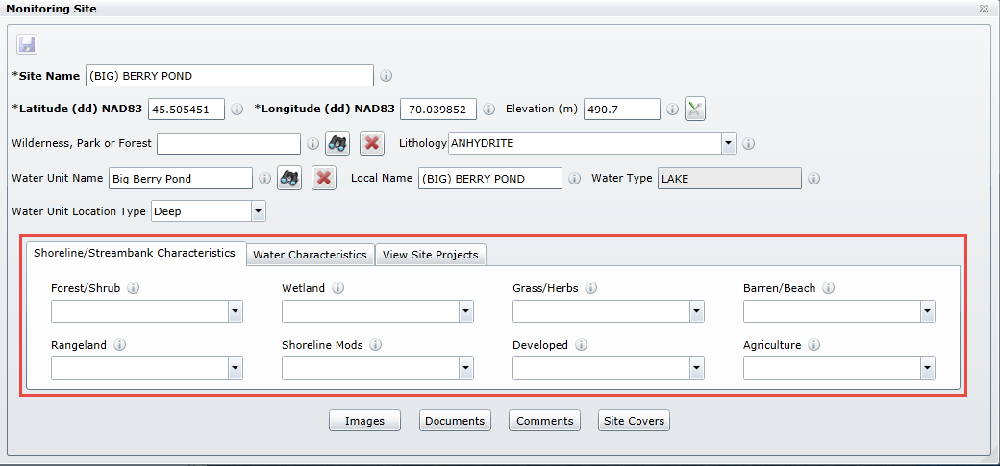 Monitoring Site
*Site Name (BIG) BERRY POND
*Latitude (dd) NAD83 45.505451 *Longitude (dd) NAD83 -70.039852 Elevation (m) 490.7
Wilderness, Park or Forest Lithology ANHYDRITE
Water Unit Name Big Berry Pond Local Name (BIG) BERRY POND Water Type LAKE
Water Unit Location Type Deep
Shoreline/Streambank Characteristics Water Characteristics View Site Projects
Forest/Shrub Wetland Grass/Herbs Barren/Beach
Rangeland Shoreline Mods Developed Agriculture
Images Documents Comments Site Covers